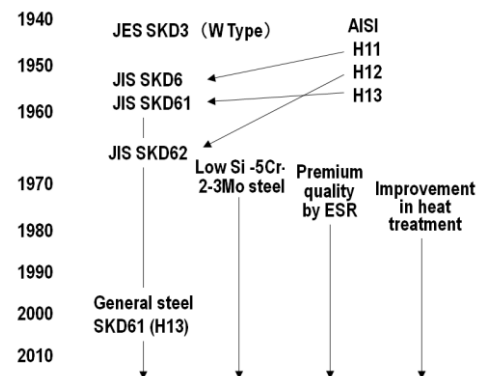 1940
JES SKD3 （W Type）
AISI
H11
1950
H12
JIS SKD6
H13
JIS SKD61
1960
JIS SKD62
Low Si -5Cr-
2-3Mo steel
Premium
quality
by ESR
1970
Improvement
in heat
treatment
1980
1990
General steel
2000
SKD61 (H13)
2010